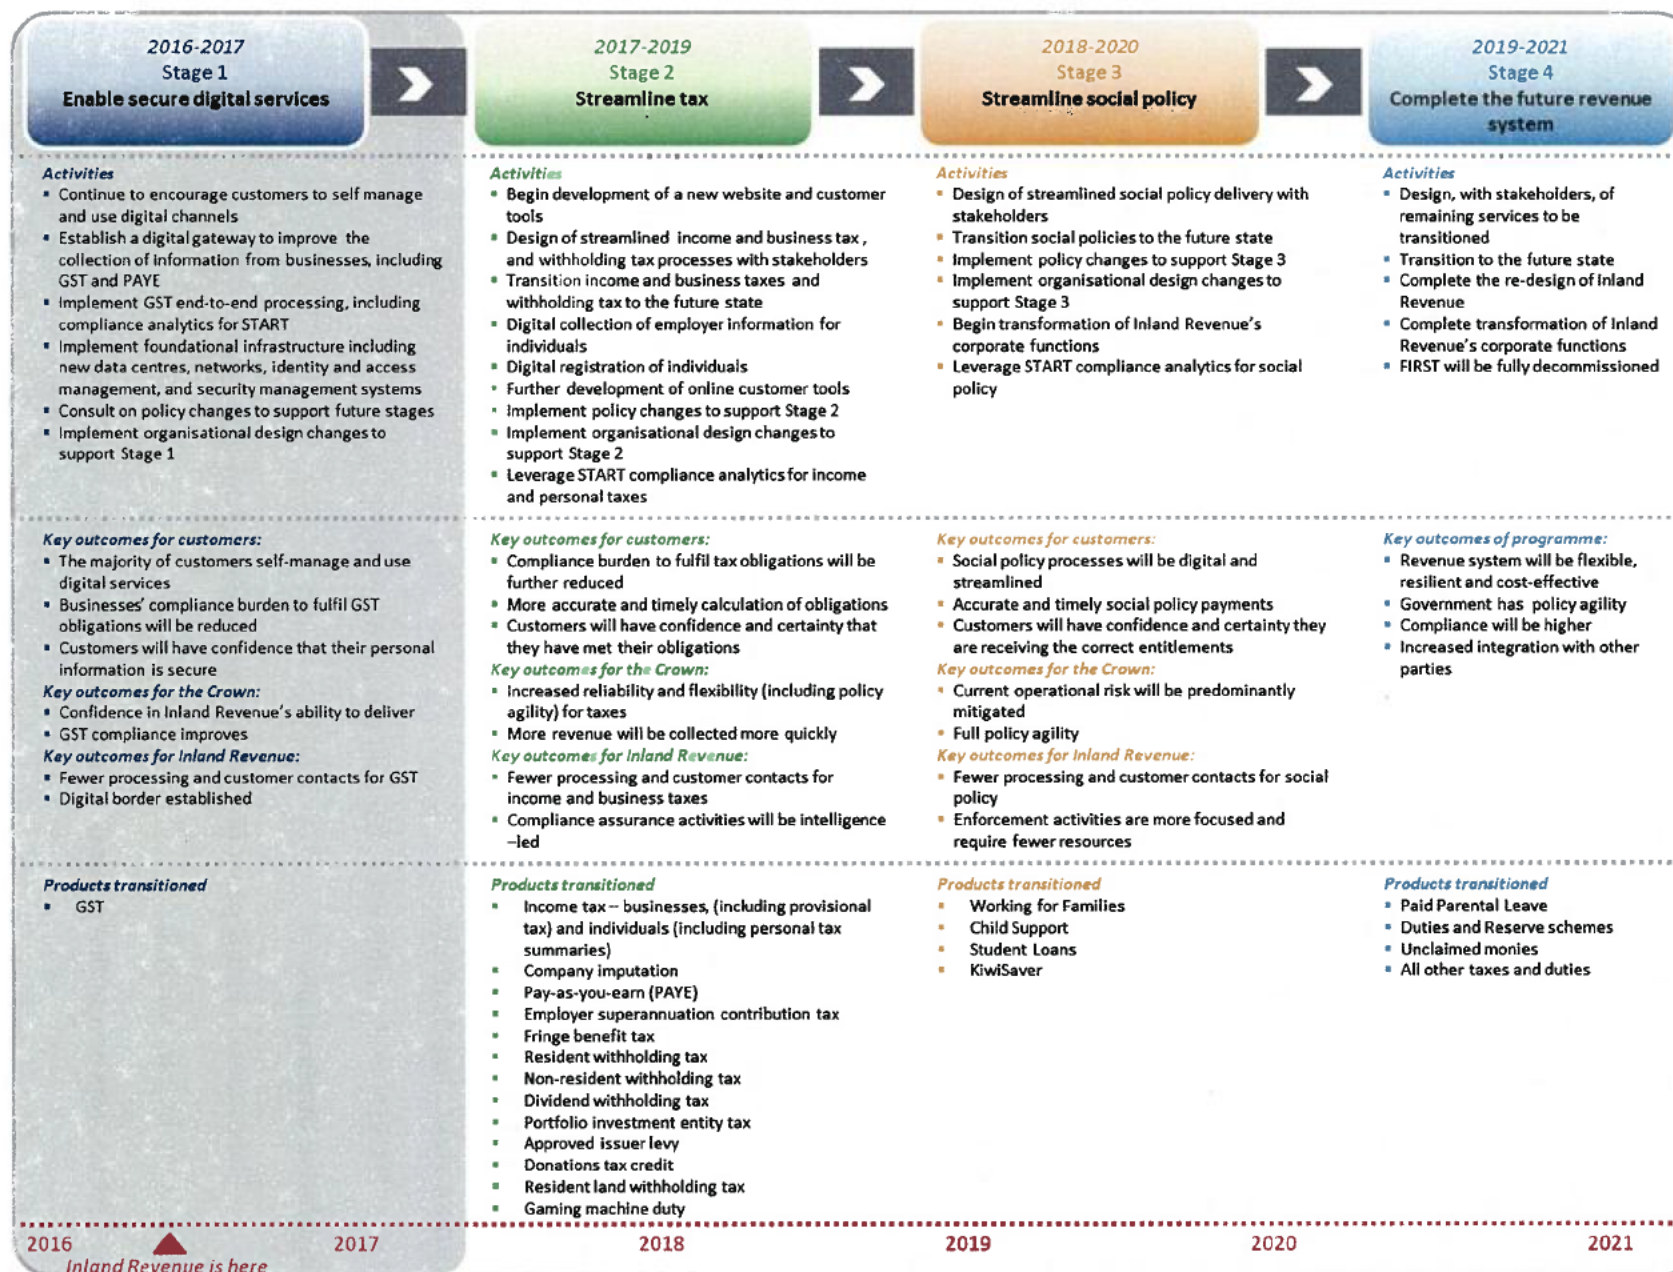 2016-2017
Stage 1
Enable secure digital services
2017-2019
Stage 2
Streamline tax
2018-2020
Stage 3
Streamline social policy
2019-2021
Stage 4
Complete the future revenue
system
Activities
▪ Continue to encourage customers to self manage
and use digital channels
▪ Establish a digital gateway to improve the
collection of information from businesses, including
GST and PAYE
▪ Implement GST end-to-end processing, including
compliance analytics for START
▪ Implement foundational infrastructure including
new data centres, networks, identity and access
management, and security management systems
▪ Consult on policy changes to support future stages
▪ Implement organisational design changes to
support Stage 1
Activities
▪ Begin development of a new website and customer
tools
▪ Design of streamlined income and business tax,
and withholding tax processes with stakeholders
▪ Transition income and business taxes and
withholding tax to the future state
▪ Digital collection of employer information for
individuals
▪ Digital registration of individuals
▪ Further development of online customer tools
▪ Implement policy changes to support Stage 2
▪ Implement organisational design changes to
support Stage 2
▪ Leverage START compliance analytics for income
and personal taxes
Activities
▪ Design of streamlined social policy delivery with
stakeholders
▪ Transition social policies to the future state
▪ Implement policy changes to support Stage 3
▪ Implement organisational design changes to
support Stage 3
▪ Begin transformation of Inland Revenue's
corporate functions
▪ Leverage START compliance analytics for social
policy
Activities
▪ Design, with stakeholders, of
remaining services to be
transitioned
▪ Transition to the future state
▪ Complete the re-design of Inland
Revenue
▪ Complete transformation of Inland
Revenue's corporate functions
▪ FIRST will be fully decommissioned
Key outcomes for customers:
▪ The majority of customers self-manage and use
digital services
▪ Businesses' compliance burden to fulfil GST
obligations will be reduced
▪ Customers will have confidence that their personal
information is secure
Key outcomes for the Crown:
▪ Confidence in Inland Revenue's ability to deliver
▪ GST compliance improves
Key outcomes for Inland Revenue:
▪ Fewer processing and customer contacts for GST
▪ Digital border established
Key outcomes for customers:
▪ Compliance burden to fulfil tax obligations will be
further reduced
▪ More accurate and timely calculation of obligations
▪ Customers will have confidence and certainty that
they have met their obligations
Key outcomes for the Crown:
▪ Increased reliability and flexibility (including policy
agility) for taxes
▪ More revenue will be collected more quickly
Key outcomes for Inland Revenue:
▪ Fewer processing and customer contacts for
income and business taxes
▪ Compliance assurance activities will be intelligence
–led
Key outcomes for customers:
▪ Social policy processes will be digital and
streamlined
▪ Accurate and timely social policy payments
▪ Customers will have confidence and certainty they
are receiving the correct entitlements
Key outcomes for the Crown:
▪ Current operational risk will be predominantly
mitigated
▪ Full policy agility
Key outcomes for Inland Revenue:
▪ Fewer processing and customer contacts for social
policy
▪ Enforcement activities are more focused and
require fewer resources
Key outcomes of programme:
▪ Revenue system will be flexible,
resilient and cost-effective
▪ Government has policy agility
▪ Compliance will be higher
▪ Increased integration with other
parties
Products transitioned
▪ GST
Products transitioned
▪ Income tax – businesses, (including provisional
tax) and individuals (including personal tax
summaries)
▪ Company imputation
▪ Pay-as-you-earn (PAYE)
▪ Employer superannuation contribution tax
▪ Fringe benefit tax
▪ Resident withholding tax
▪ Non-resident withholding tax
▪ Dividend withholding tax
▪ Portfolio investment entity tax
▪ Approved issuer levy
▪ Donations tax credit
▪ Resident land withholding tax
▪ Gaming machine duty
Products transitioned
▪ Working for Families
▪ Child Support
▪ Student Loans
▪ KiwiSaver
Products transitioned
▪ Paid Parental Leave
▪ Duties and Reserve schemes
▪ Unclaimed monies
▪ All other taxes and duties
2016
2017
2018
2019
2020
2021
Inland Revenue is here